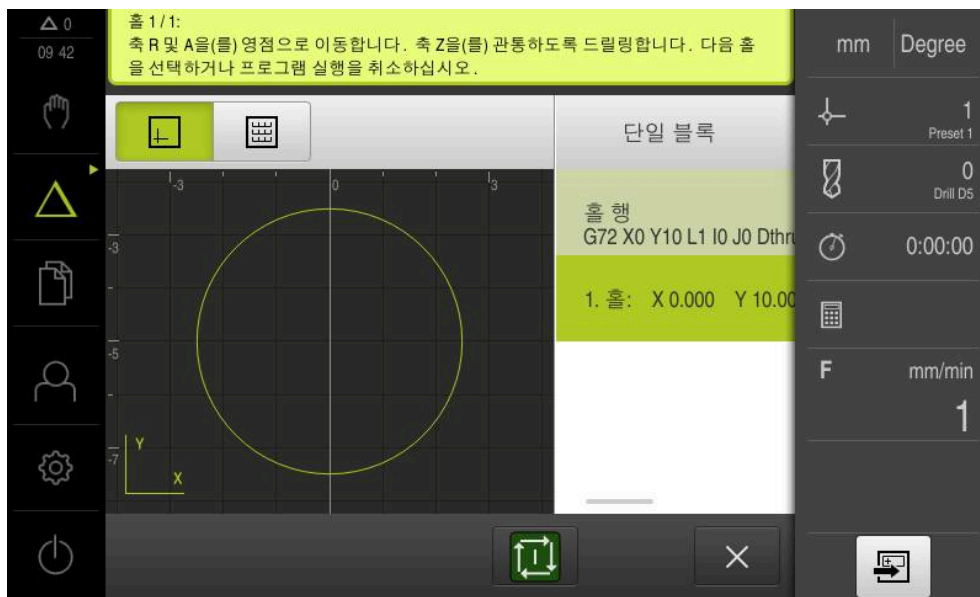 0
09 42
홀 1 / 1:
축 R 및 A을(를) 영점으로 이동합니다. 축 Z을(를) 관통하도록 드릴링합니다. 다음 홀
을 선택하거나 프로그램 실행을 취소하십시오.
mm Degree
1
Preset 1
0
Drill D5
0:00:00
F mm/min
1
단일 블록
홀 행
G72 X0 Y10 L1 I0 J0 Dthru
1. 홀: X 0.000 Y 10.00
-3 0 3
-3
-5
-7
Y
X